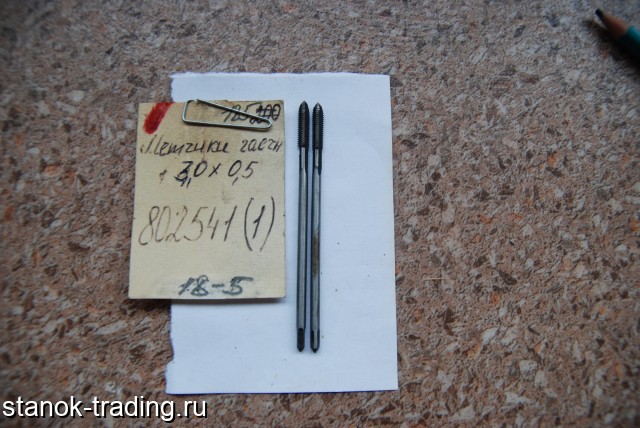 Метчики гаечн
3,0 x 0,5
802541 (1)
18-5
stanok-trading.ru